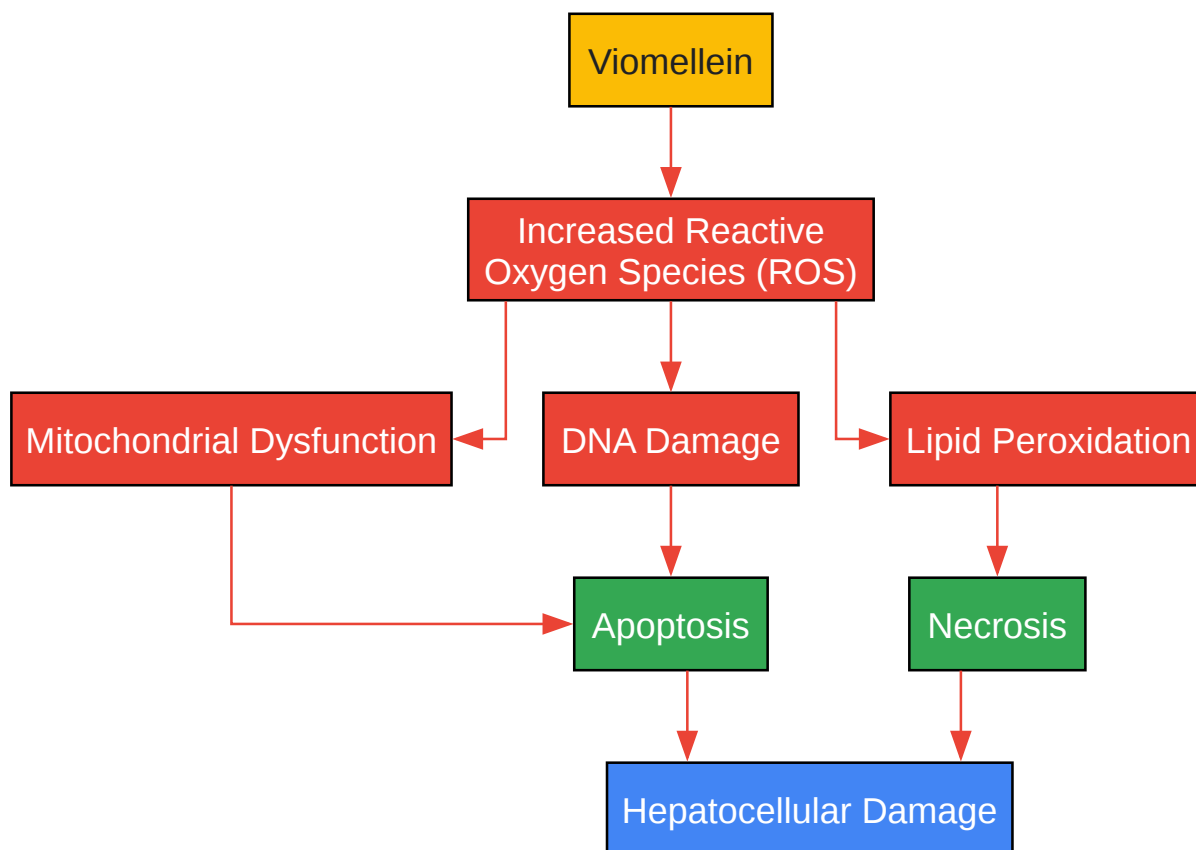 Viomellein
Increased Reactive
Oxygen Species (ROS)
Mitochondrial Dysfunction
DNA Damage
Lipid Peroxidation
Apoptosis
Necrosis
Hepatocellular Damage